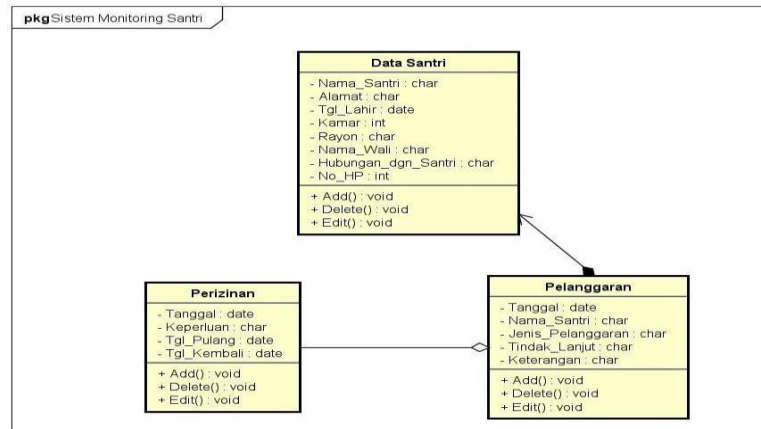 pkg Sistem Monitoring Santri
Data Santri
- Nama_Santri : char
- Alamat : char
- Tgl_Lahir : date
- Kamar : int
- Rayon : char
- Nama_Wali : char
- Hubungan_dgn_Santri : char
- No_HP : int
+ Add() : void
+ Delete() : void
+ Edit() : void
Perizinan
- Tanggal : date
- Keperluan : char
- Tgl_Pulang : date
- Tgl_Kembali : date
+ Add() : void
+ Delete() : void
+ Edit() : void
Pelanggaran
- Tanggal : date
- Nama_Santri : char
- Jenis_Pelanggaran : char
- Tindak_Lanjut : char
- Keterangan : char
+ Add() : void
+ Delete() : void
+ Edit() : void